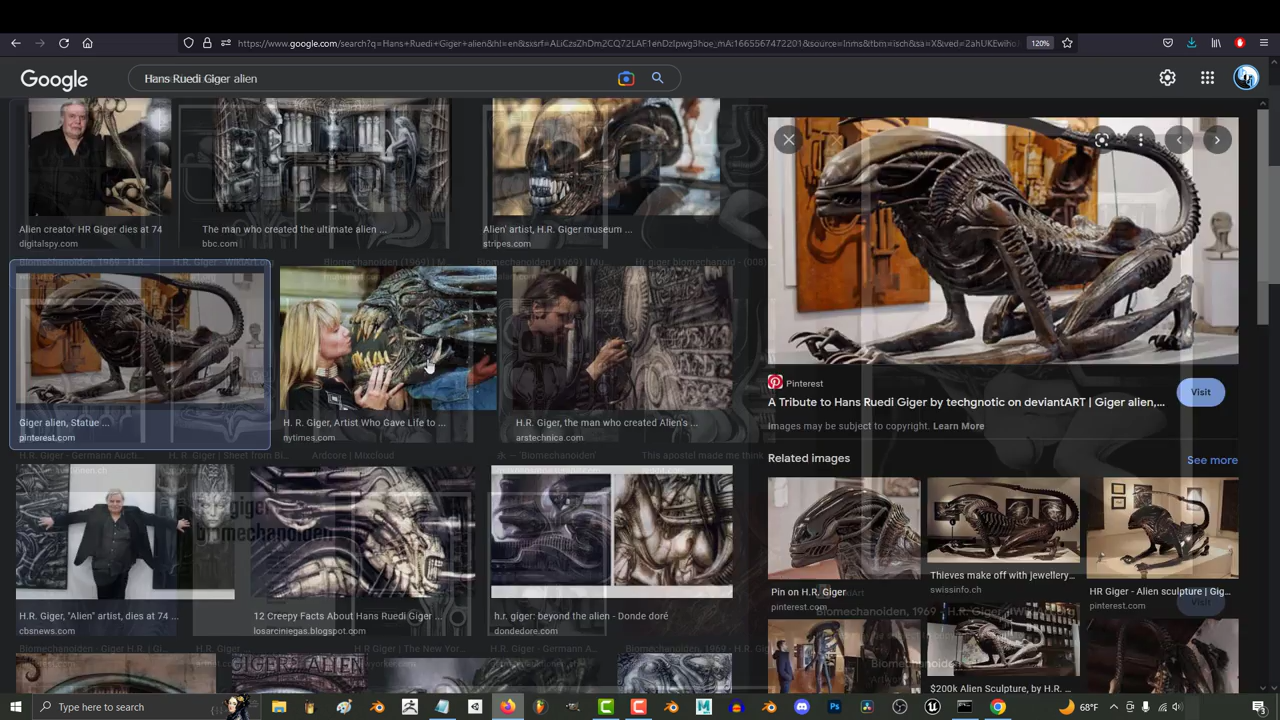 https://www.google.com/search?q=Hans+Ruedi+Giger+alien&hl=en&sxsrf=ALiCzsZhDm2CQ72LAF1enDzIpwg3hoe_mA:1665567472201&source=lnms&tbm=isch&sa=X&ved=2ahUKEwiho
120%
Google
Hans Ruedi Giger alien
Alien creator HR Giger dies at 74
digitalspy.com
The man who created the ultimate alien ...
bbc.com
Alien' artist, H.R. Giger museum ...
stripes.com
Giger alien, Statue ...
pinterest.com
H. R. Giger, Artist Who Gave Life to ...
nytimes.com
H.R. Giger, the man who created Alien's ...
arstechnica.com
H.R. Giger, "Alien" artist, dies at 74 ...
cbsnews.com
giger
biomechanoiden
12 Creepy Facts About Hans Ruedi Giger ...
losarciniegas.blogspot.com
h.r. giger: beyond the alien - Donde doré
dondedore.com
GIGER'S ALIEN
Pinterest
A Tribute to Hans Ruedi Giger by techgnotic on deviantART | Giger alien,...
Visit
Images may be subject to copyright. Learn More
Related images
See more
Pin on H.R. Giger
pinterest.com
Thieves make off with jewellery...
swissinfo.ch
HR Giger - Alien sculpture | Gig...
pinterest.com
$200k Alien Sculpture, by H.R. ...
Type here to search
68°F